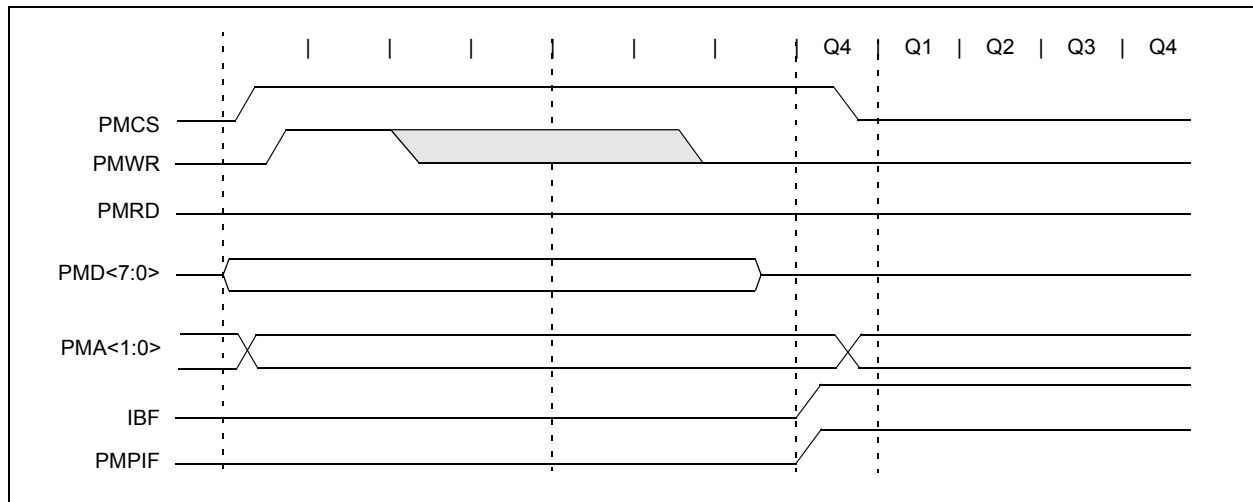 | | | | | | | Q4 | Q1 | Q2 | Q3 | Q4
PMCS
PMWR
PMRD
PMD<7:0>
PMA<1:0>
IBF
PMPIF